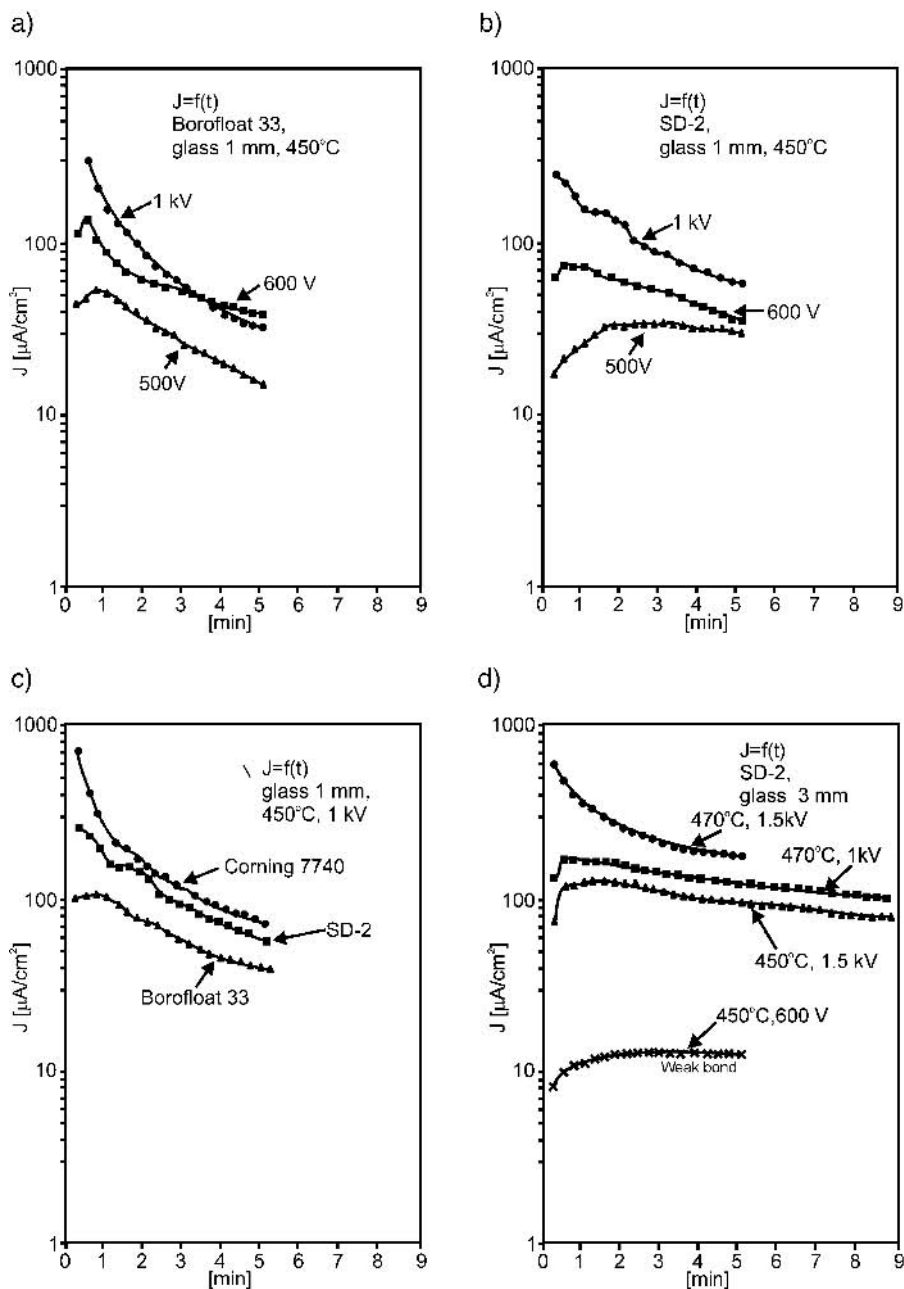 a)
1000
100
10
1
J [µA/cm²]
J=f(t)
Borofloat 33,
glass 1 mm, 450°C
1 kV
600 V
500V
0 1 2 3 4 5 6 7 8 9
[min]
b)
1000
100
10
1
J [µA/cm²]
J=f(t)
SD-2,
glass 1 mm, 450°C
1 kV
600 V
500V
0 1 2 3 4 5 6 7 8 9
[min]
c)
1000
100
10
1
J [µA/cm²]
\ J=f(t)
glass 1 mm,
450°C, 1 kV
Corning 7740
SD-2
Borofloat 33
0 1 2 3 4 5 6 7 8 9
[min]
d)
1000
100
10
1
J [µA/cm²]
J=f(t)
SD-2,
glass 3 mm
470°C, 1.5kV
470°C, 1kV
450°C, 1.5 kV
450°C,600 V
Weak bond
0 1 2 3 4 5 6 7 8 9
[min]